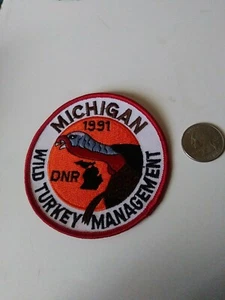 MICHIGAN
1991
DNR
WILD TURKEY MANAGEMENT